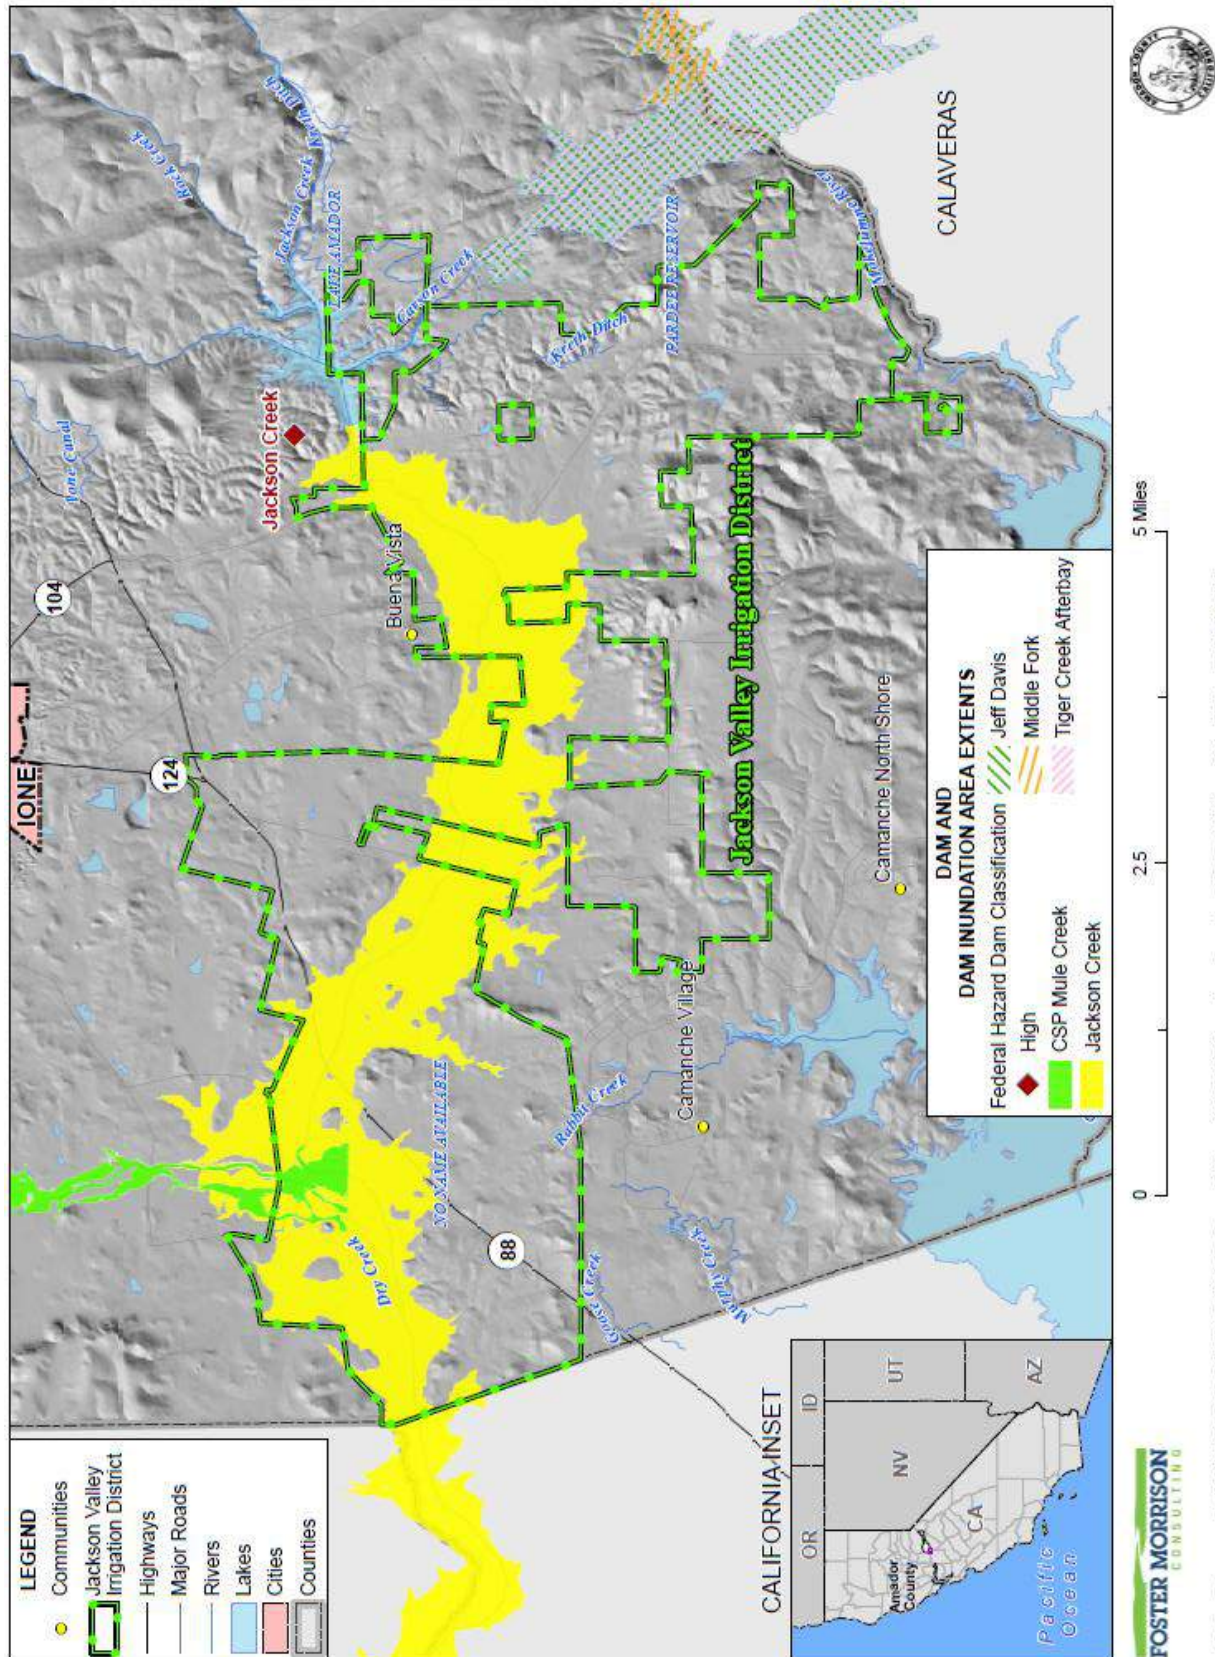 LEGEND
Communities
Jackson Valley
Irrigation District
Highways
Major Roads
Rivers
Lakes
Cities
Counties
IONE
104
124
88
Ione Canal
Rock Creek
Jackson Creek
Kreth Ditch
LAKE AMADOR
Jackson Creek
Carson Creek
Buena Vista
Kreth Ditch
PARDEE RESERVOIR
Mokelumne River
CALAVERAS
Jackson Valley Irrigation District
NO NAME AVAILABLE
Dry Creek
Rabbit Creek
Camanche Village
Camanche North Shore
Goose Creek
Murphy Creek
CALIFORNIA INSET
OR
ID
NV
UT
CA
AZ
Amador
County
Pacific
Ocean
DAM AND
DAM INUNDATION AREA EXTENTS
Federal Hazard Dam Classification
High
CSP Mule Creek
Jackson Creek
Jeff Davis
Middle Fork
Tiger Creek Afterbay
0 2.5 5 Miles
FOSTER MORRISON
CONSULTING
AMADOR COUNTY